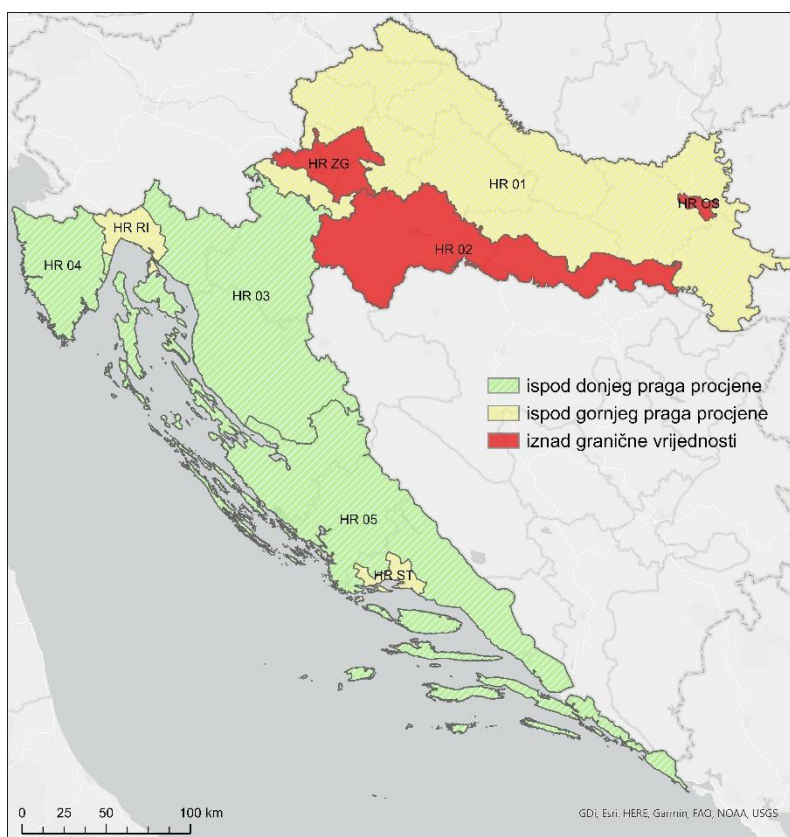 HR ZG
HR 01
HR OS
HR RI
HR 02
HR 04
HR 03
ispod donjeg praga procjene
ispod gornjeg praga procjene
iznad granične vrijednosti
HR 05
HR ST
0 25 50 100 km
GDi, Esri, HERE, Garmin, FAO, NOAA, USGS